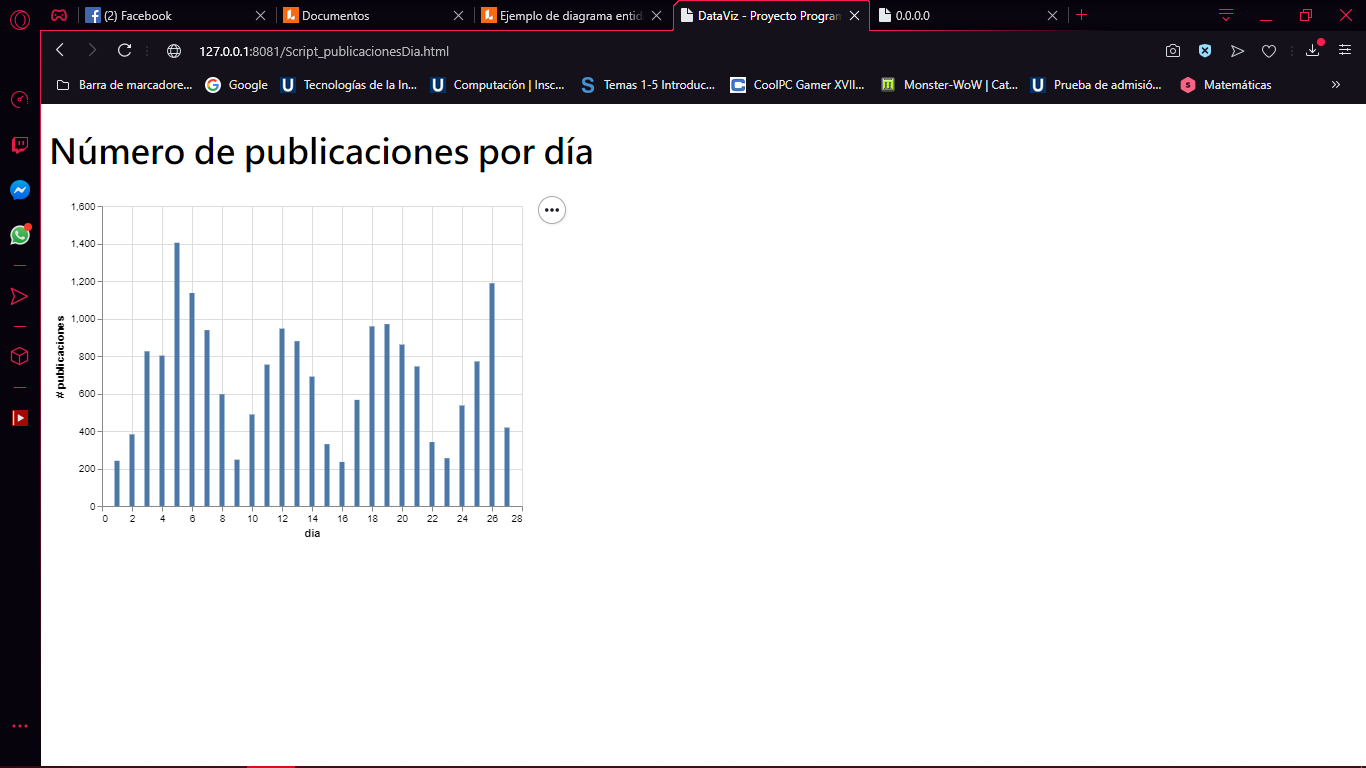 (2) Facebook
Documentos
Ejemplo de diagrama entid
DataViz - Proyecto Program
0.0.0.0
127.0.0.1:8081/Script_publicacionesDia.html
Barra de marcadore...
Google
Tecnologías de la In...
Computación | Insc...
Temas 1-5 Introduc...
CoolPC Gamer XVII...
Monster-WoW | Cat...
Prueba de admisió...
Matemáticas
Número de publicaciones por día
1,600
1,400
1,200
1,000
800
600
400
200
0
# publicaciones
0 2 4 6 8 10 12 14 16 18 20 22 24 26 28
dia